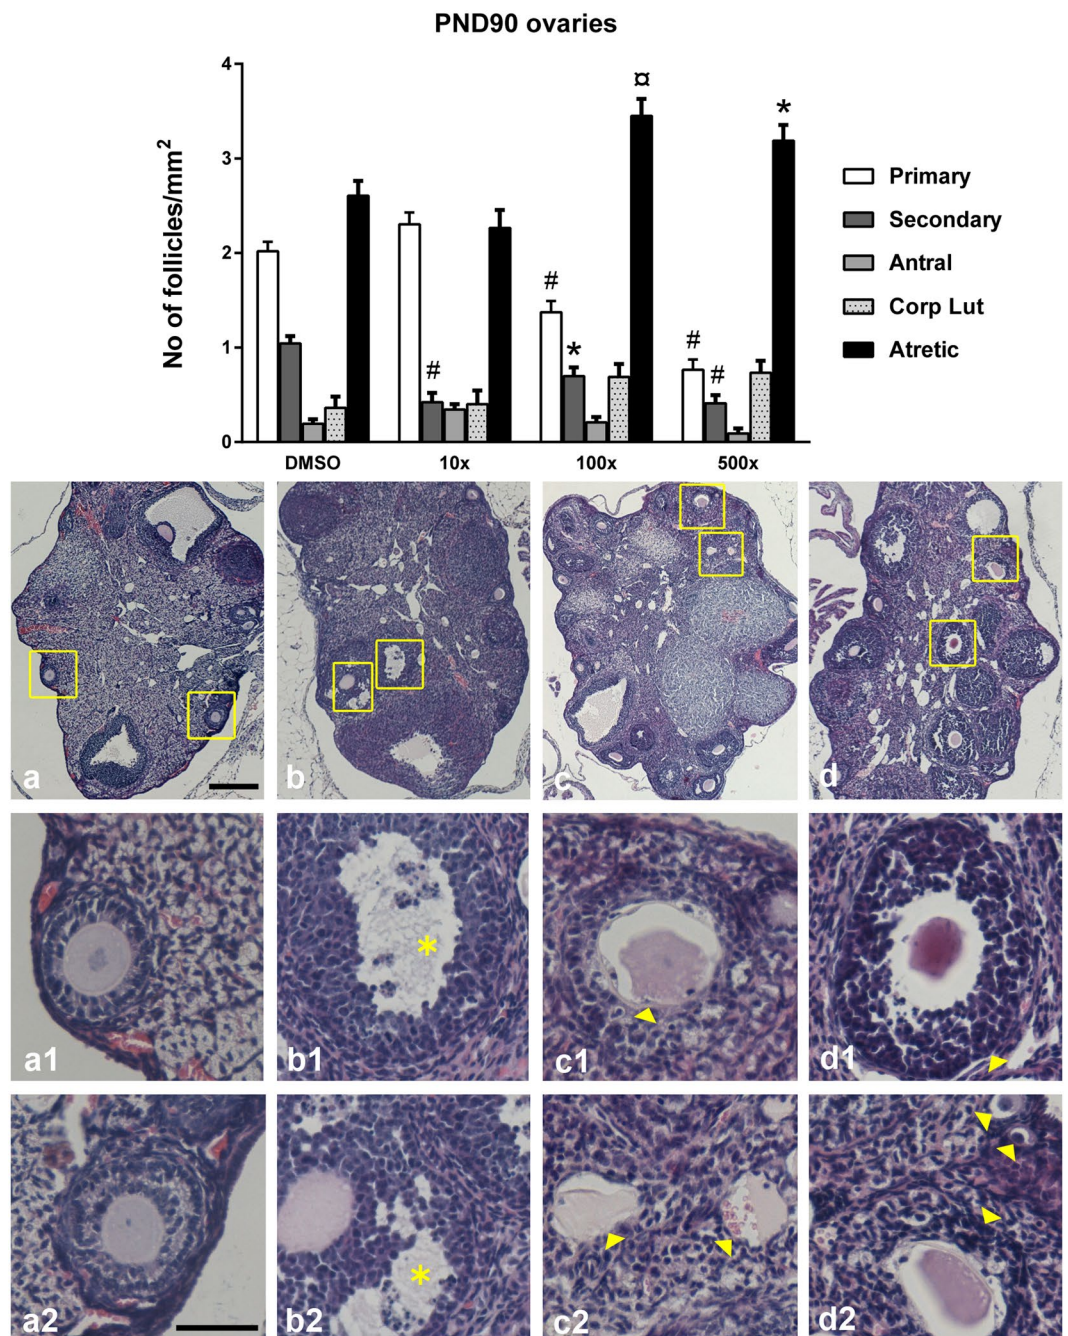 PND90 ovaries
No of follicles/mm²
4
3
2
1
0
¤
*
#
#
*
#
#
DMSO
10x
100x
500x
Primary
Secondary
Antral
Corp Lut
Atretic
a
b
c
d
a1
b1
*
c1
d1
a2
b2
*
c2
d2